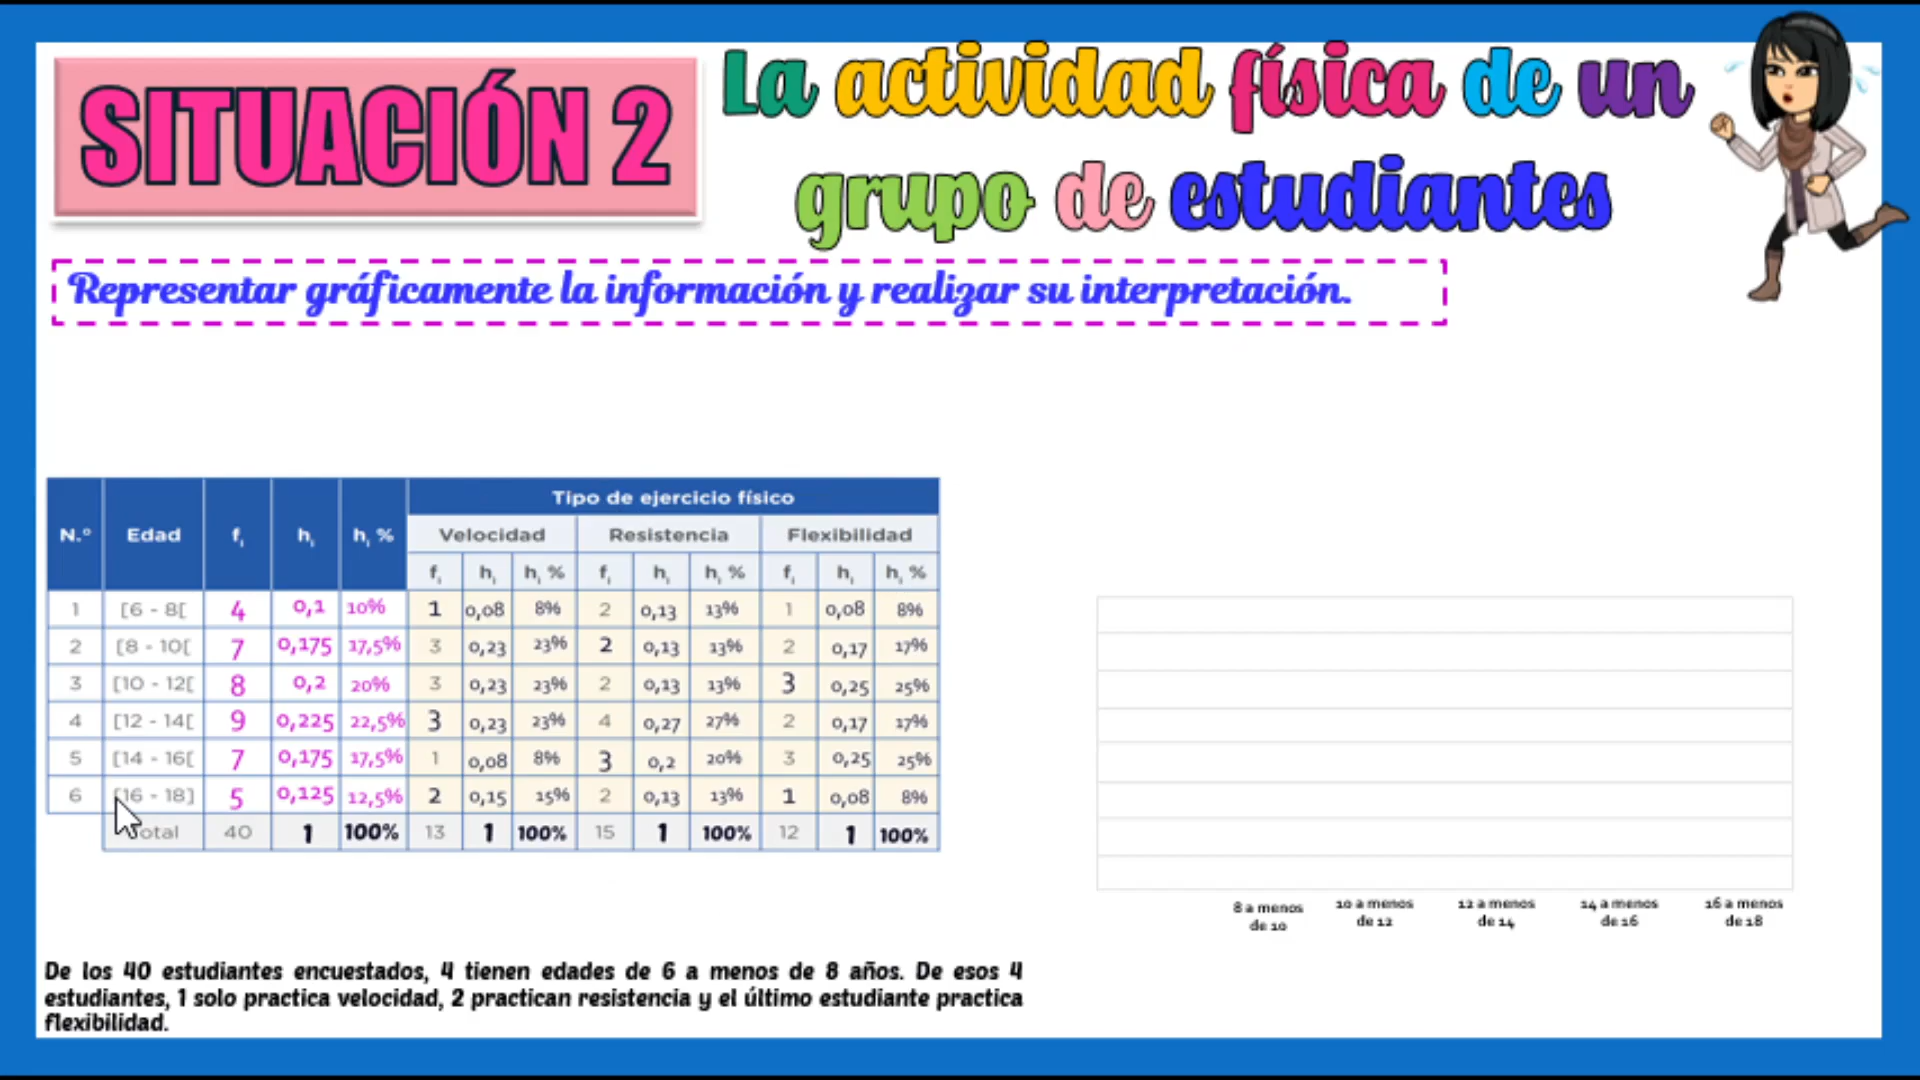 SITUACIÓN 2
La actividad física de un
grupo de estudiantes
Representar gráficamente la información y realizar su interpretación.
Tipo de ejercicio físico
N.° Edad fi hi hi % Velocidad Resistencia Flexibilidad
fi hi hi % fi hi hi % fi hi hi %
1 [6 - 8[ 4 0,1 10% 1 0,08 8% 2 0,13 13% 1 0,08 8%
2 [8 - 10[ 7 0,175 17,5% 3 0,23 23% 2 0,13 13% 2 0,17 17%
3 [10 - 12[ 8 0,2 20% 3 0,23 23% 2 0,13 13% 3 0,25 25%
4 [12 - 14[ 9 0,225 22,5% 3 0,23 23% 4 0,27 27% 2 0,17 17%
5 [14 - 16[ 7 0,175 17,5% 1 0,08 8% 3 0,2 20% 3 0,25 25%
6 [16 - 18] 5 0,125 12,5% 2 0,15 15% 2 0,13 13% 1 0,08 8%
Total 40 1 100% 13 1 100% 15 1 100% 12 1 100%
8 a menos de 10
10 a menos de 12
12 a menos de 14
14 a menos de 16
16 a menos de 18
De los 40 estudiantes encuestados, 4 tienen edades de 6 a menos de 8 años. De esos 4
estudiantes, 1 solo practica velocidad, 2 practican resistencia y el último estudiante practica
flexibilidad.